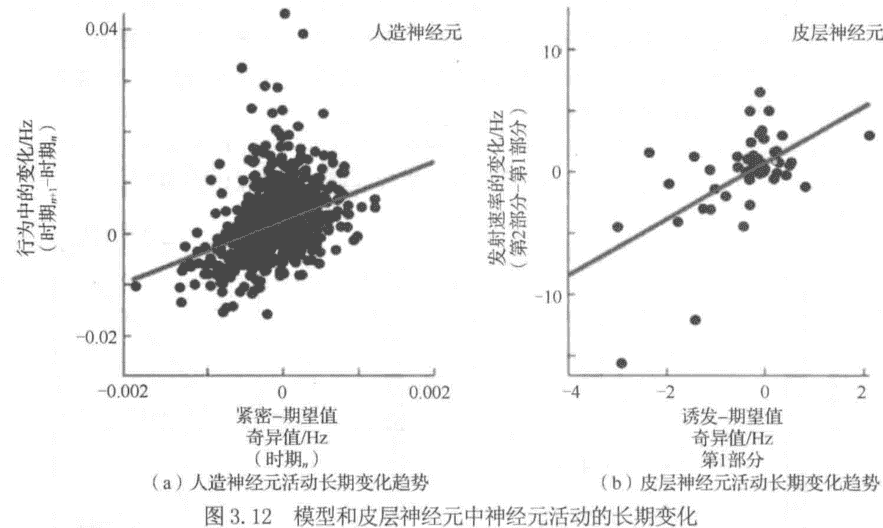 人造神经元
0.04
0
−0.02
行为中的变化/Hz
（时期ₙ₊₁−时期ₙ）
−0.002
0
0.002
紧密−期望值
奇异值/Hz
（时期ₙ）
（a）人造神经元活动长期变化趋势
皮层神经元
10
0
−10
发射速率的变化/Hz
（第2部分−第1部分）
−4
−2
0
2
诱发−期望值
奇异值/Hz
第1部分
（b）皮层神经元活动长期变化趋势
图 3.12　模型和皮层神经元中神经元活动的长期变化